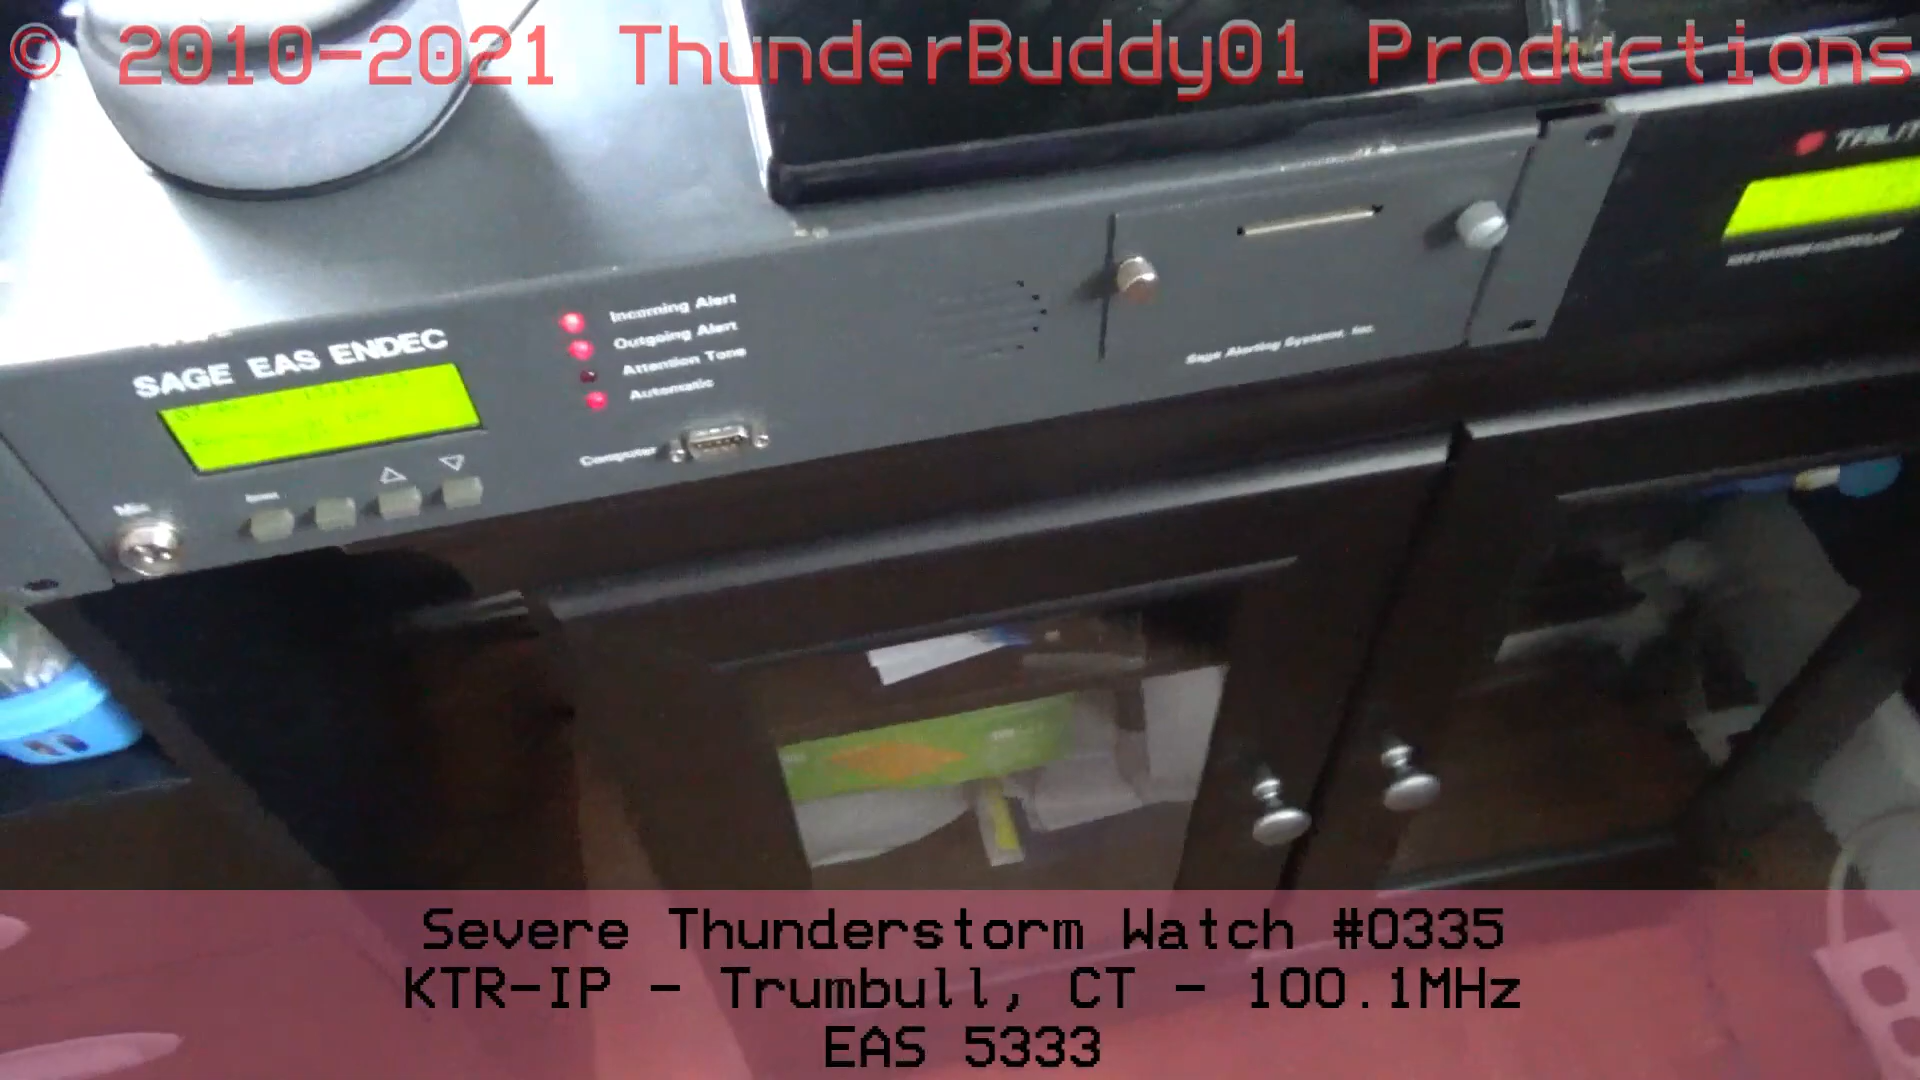 © 2010-2021 ThunderBuddy01 Productions
SAGE EAS ENDEC
Incoming Alert
Outgoing Alert
Attention Tone
Automatic
Computer
Mic
Sage Alerting Systems, Inc.
Severe Thunderstorm Watch #0335
KTR-IP - Trumbull, CT - 100.1MHz
EAS 5333